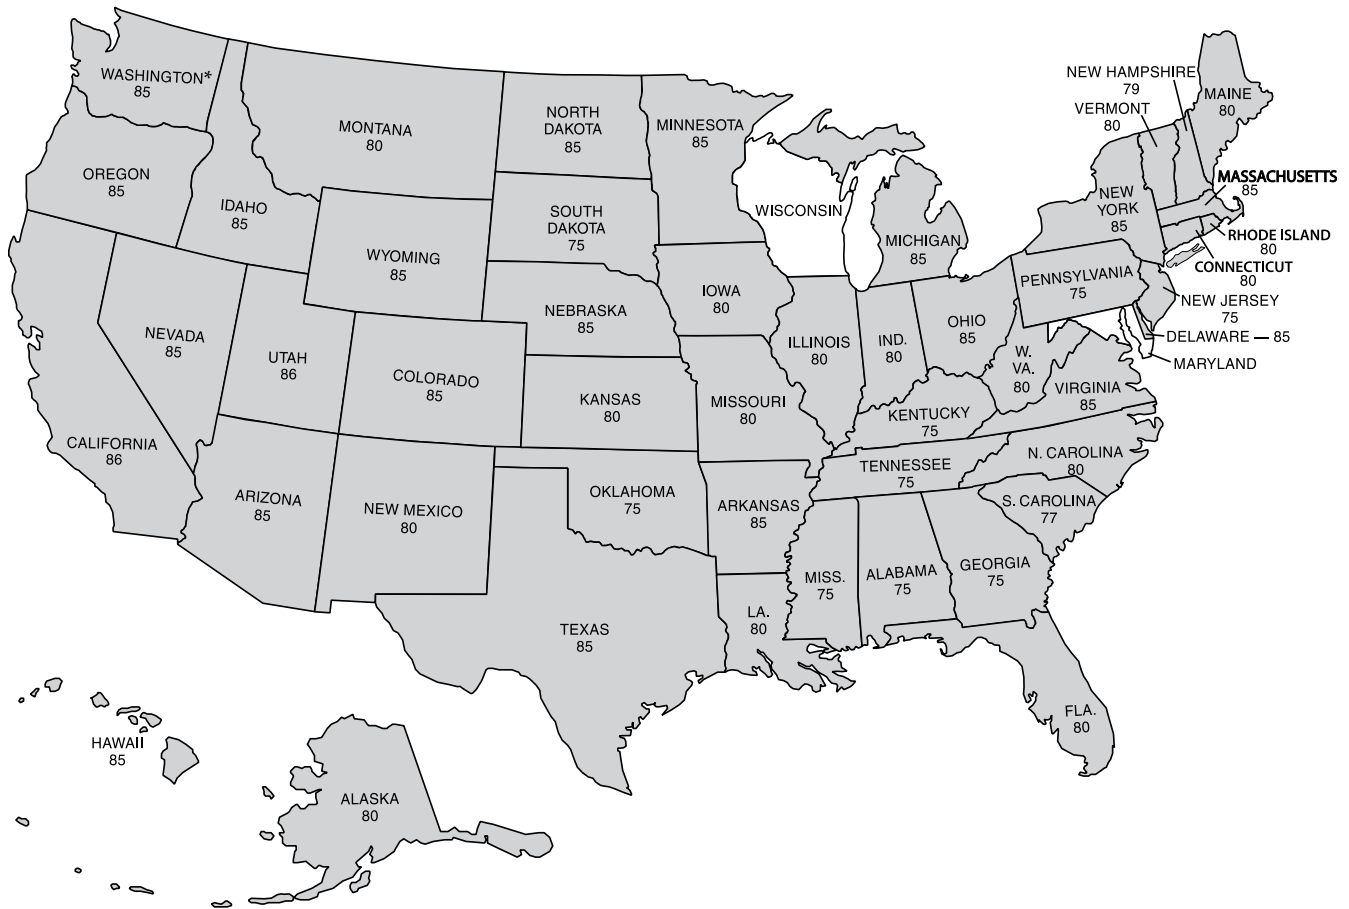 WASHINGTON*
85
OREGON
85
CALIFORNIA
86
IDAHO
85
NEVADA
85
MONTANA
80
WYOMING
85
UTAH
86
COLORADO
85
ARIZONA
85
NEW MEXICO
80
NORTH
DAKOTA
85
SOUTH
DAKOTA
75
NEBRASKA
85
KANSAS
80
OKLAHOMA
75
TEXAS
85
MINNESOTA
85
IOWA
80
MISSOURI
80
ARKANSAS
85
LA.
80
WISCONSIN
ILLINOIS
80
MICHIGAN
85
IND.
80
OHIO
85
KENTUCKY
75
TENNESSEE
75
MISS.
75
ALABAMA
75
GEORGIA
75
FLA.
80
S. CAROLINA
77
N. CAROLINA
80
VIRGINIA
85
W.
VA.
80
PENNSYLVANIA
75
NEW
YORK
85
NEW HAMPSHIRE
79
VERMONT
80
MAINE
80
MASSACHUSETTS
85
RHODE ISLAND
80
CONNECTICUT
80
NEW JERSEY
75
DELAWARE — 85
MARYLAND
HAWAII
85
ALASKA
80